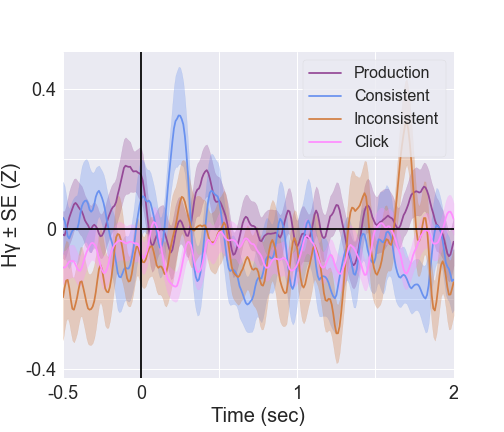 Production
Consistent
Inconsistent
Click
0.4
0
-0.4
Hγ ± SE (Z)
-0.5 0 1 2
Time (sec)